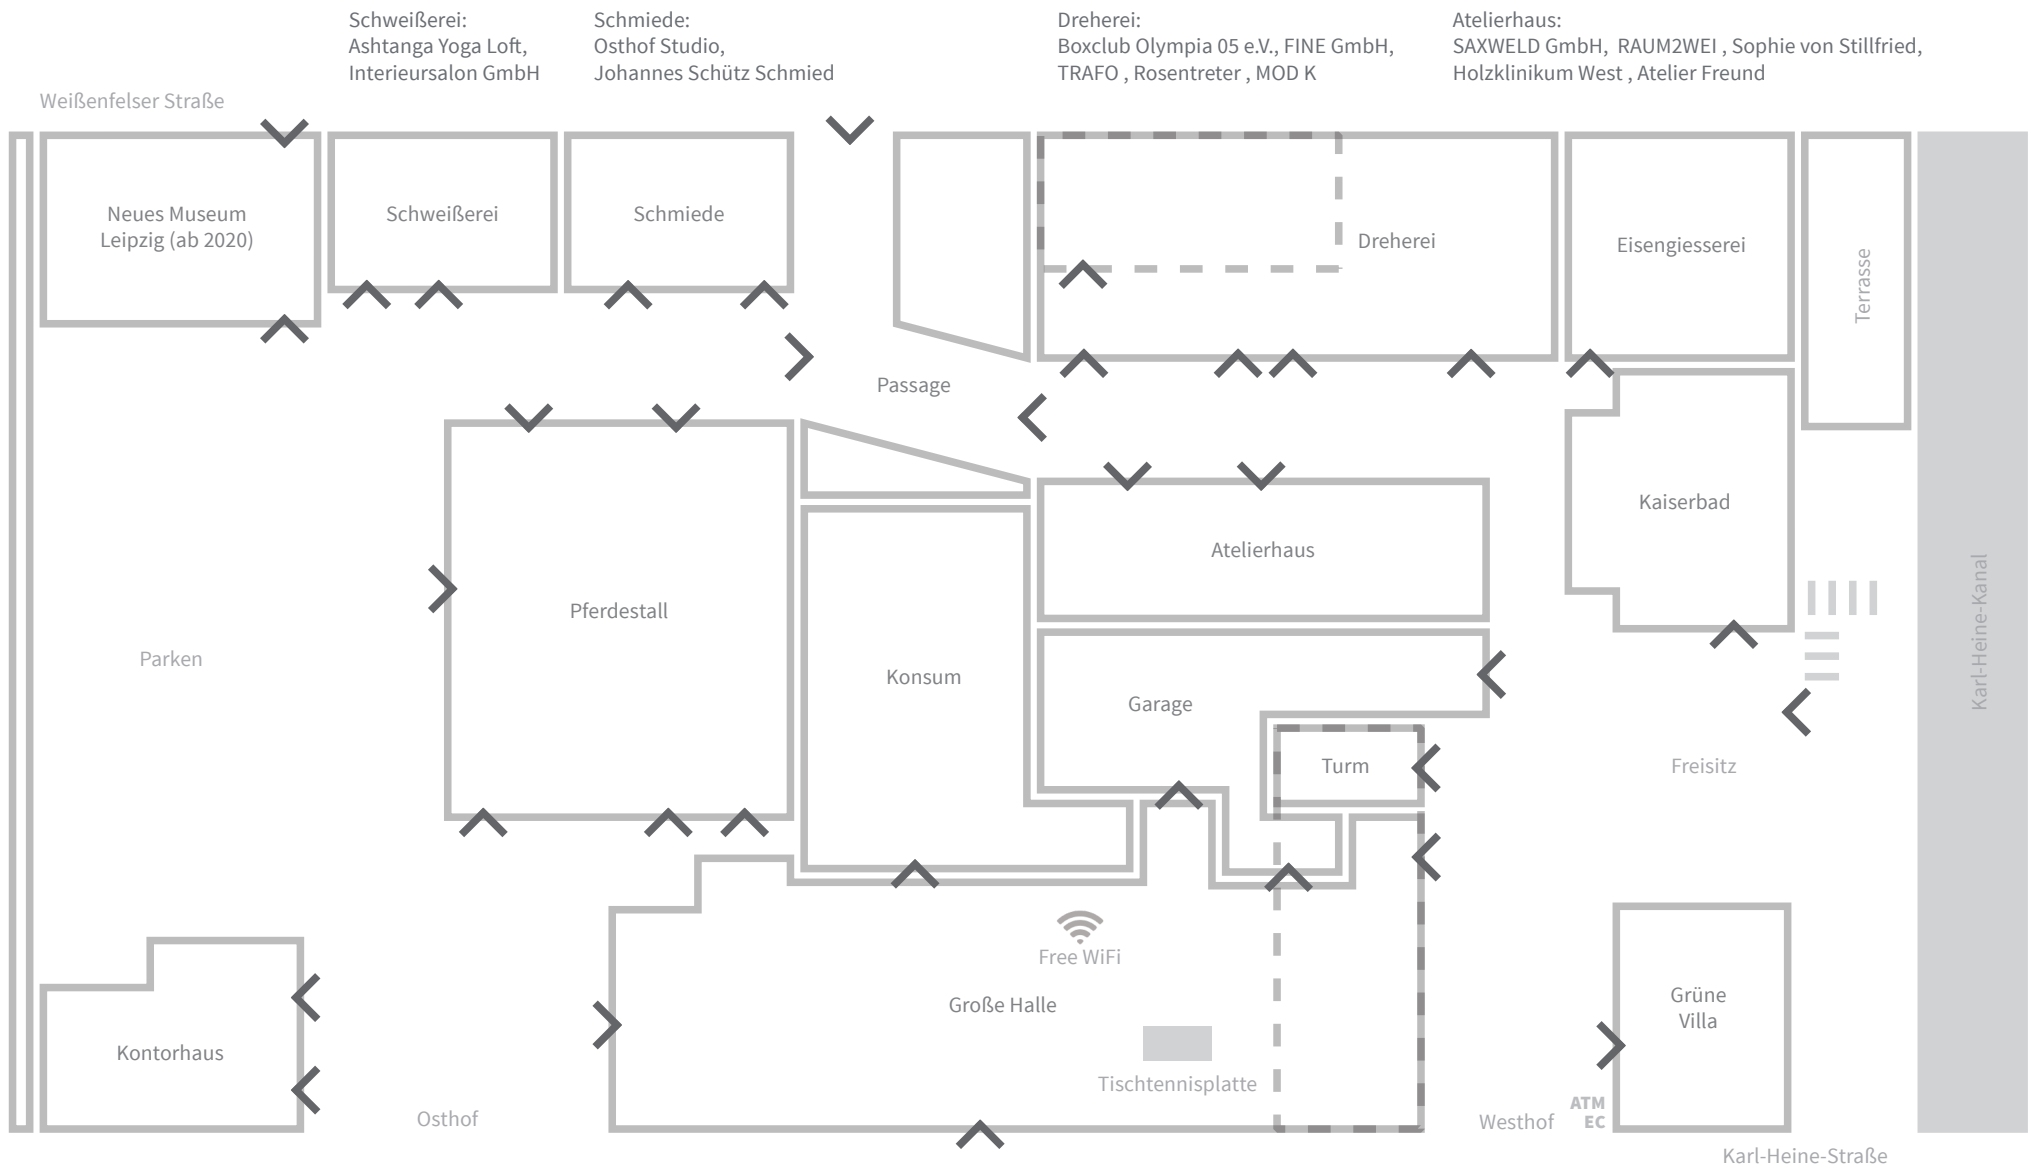 Schweißerei:
Ashtanga Yoga Loft,
Interieursalon GmbH
Schmiede:
Osthof Studio,
Johannes Schütz Schmied
Dreherei:
Boxclub Olympia 05 e.V., FINE GmbH,
TRAFO , Rosentreter , MOD K
Atelierhaus:
SAXWELD GmbH, RAUM2WEI , Sophie von Stillfried,
Holzklinikum West , Atelier Freund
Weißenfelser Straße
Neues Museum
Leipzig (ab 2020)
Schweißerei
Schmiede
Dreherei
Eisengiesserei
Terrasse
Passage
Kaiserbad
Atelierhaus
Pferdestall
Parken
Konsum
Garage
Karl-Heine-Kanal
Turm
Freisitz
Free WiFi
Große Halle
Grüne
Villa
Kontorhaus
Tischtennisplatte
Osthof
Westhof
ATM
EC
Karl-Heine-Straße